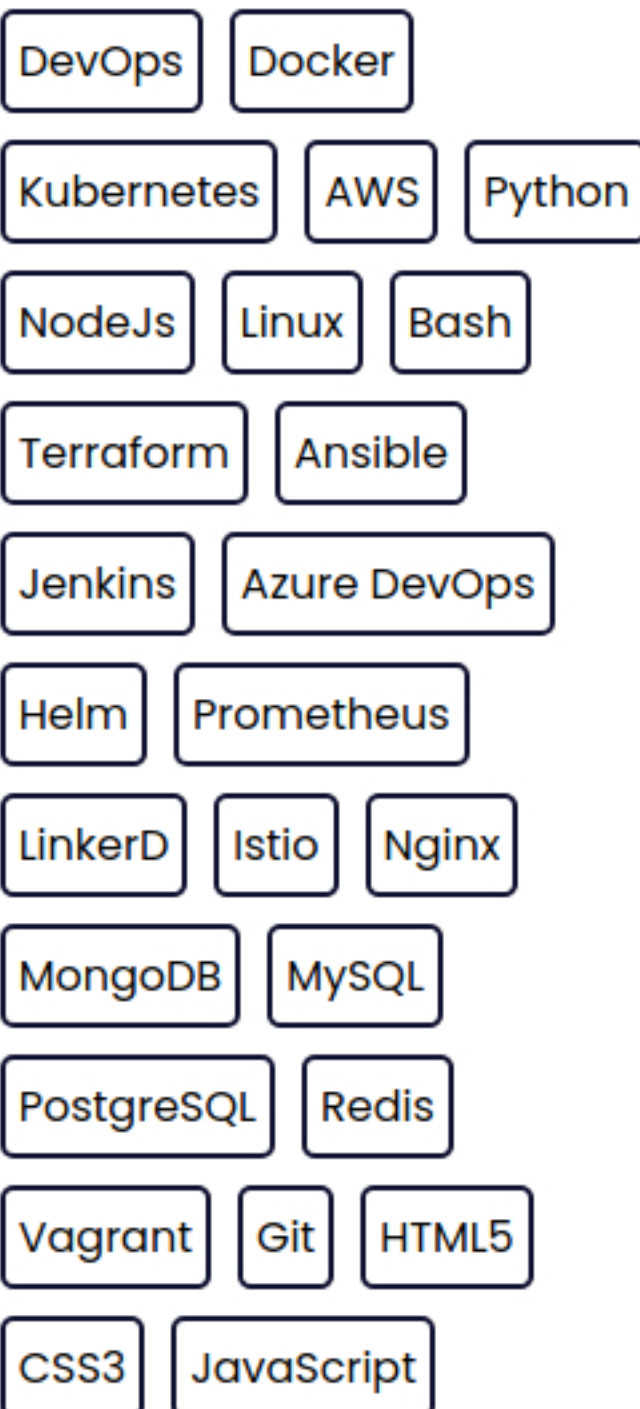 DevOps Docker
Kubernetes AWS Python
NodeJs Linux Bash
Terraform Ansible
Jenkins Azure DevOps
Helm Prometheus
LinkerD Istio Nginx
MongoDB MySQL
PostgreSQL Redis
Vagrant Git HTML5
CSS3 JavaScript